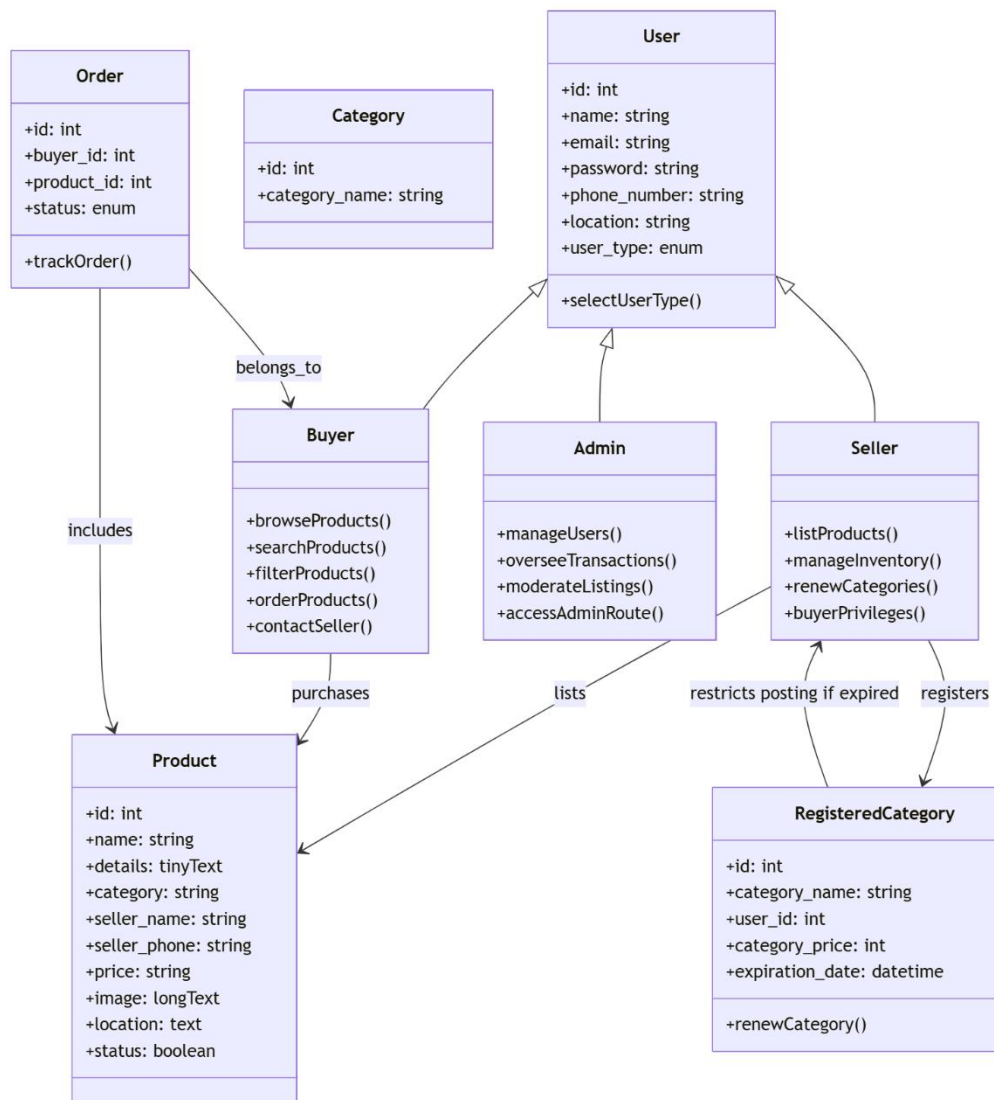 Order
+id: int
+buyer_id: int
+product_id: int
+status: enum
+trackOrder()
Category
+id: int
+category_name: string
User
+id: int
+name: string
+email: string
+password: string
+phone_number: string
+location: string
+user_type: enum
+selectUserType()
belongs_to
Buyer
+browseProducts()
+searchProducts()
+filterProducts()
+orderProducts()
+contactSeller()
Admin
+manageUsers()
+overseeTransactions()
+moderateListings()
+accessAdminRoute()
Seller
+listProducts()
+manageInventory()
+renewCategories()
+buyerPrivileges()
includes
purchases
lists
restricts posting if expired
registers
Product
+id: int
+name: string
+details: tinyText
+category: string
+seller_name: string
+seller_phone: string
+price: string
+image: longText
+location: text
+status: boolean
RegisteredCategory
+id: int
+category_name: string
+user_id: int
+category_price: int
+expiration_date: datetime
+renewCategory()